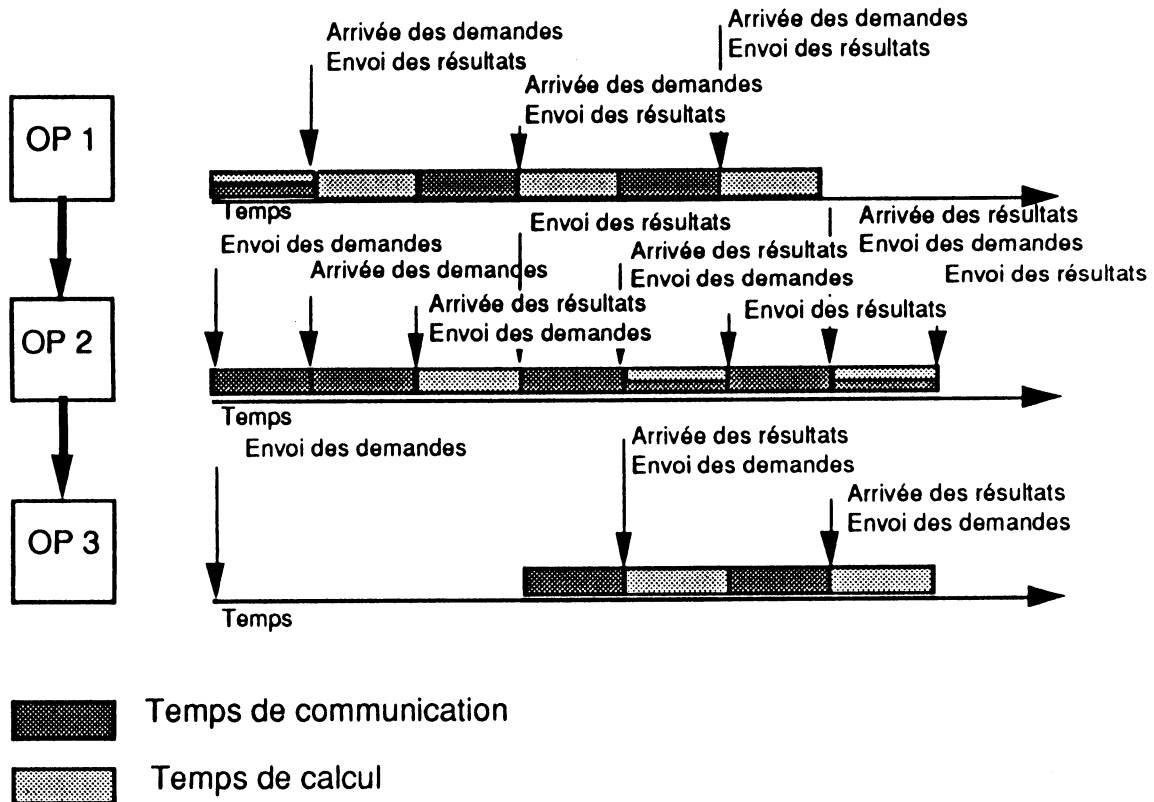 Arrivée des demandes
Envoi des résultats
Arrivée des demandes
Envoi des résultats
Arrivée des demandes
Envoi des résultats
OP 1
Temps
Envoi des demandes
Envoi des résultats
Arrivée des résultats
Envoi des demandes
Arrivée des demandes
Arrivée des résultats
Envoi des demandes
Envoi des résultats
Arrivée des résultats
Envoi des demandes
Envoi des résultats
OP 2
Temps
Envoi des demandes
Arrivée des résultats
Envoi des demandes
Arrivée des résultats
Envoi des demandes
OP 3
Temps
Temps de communication
Temps de calcul